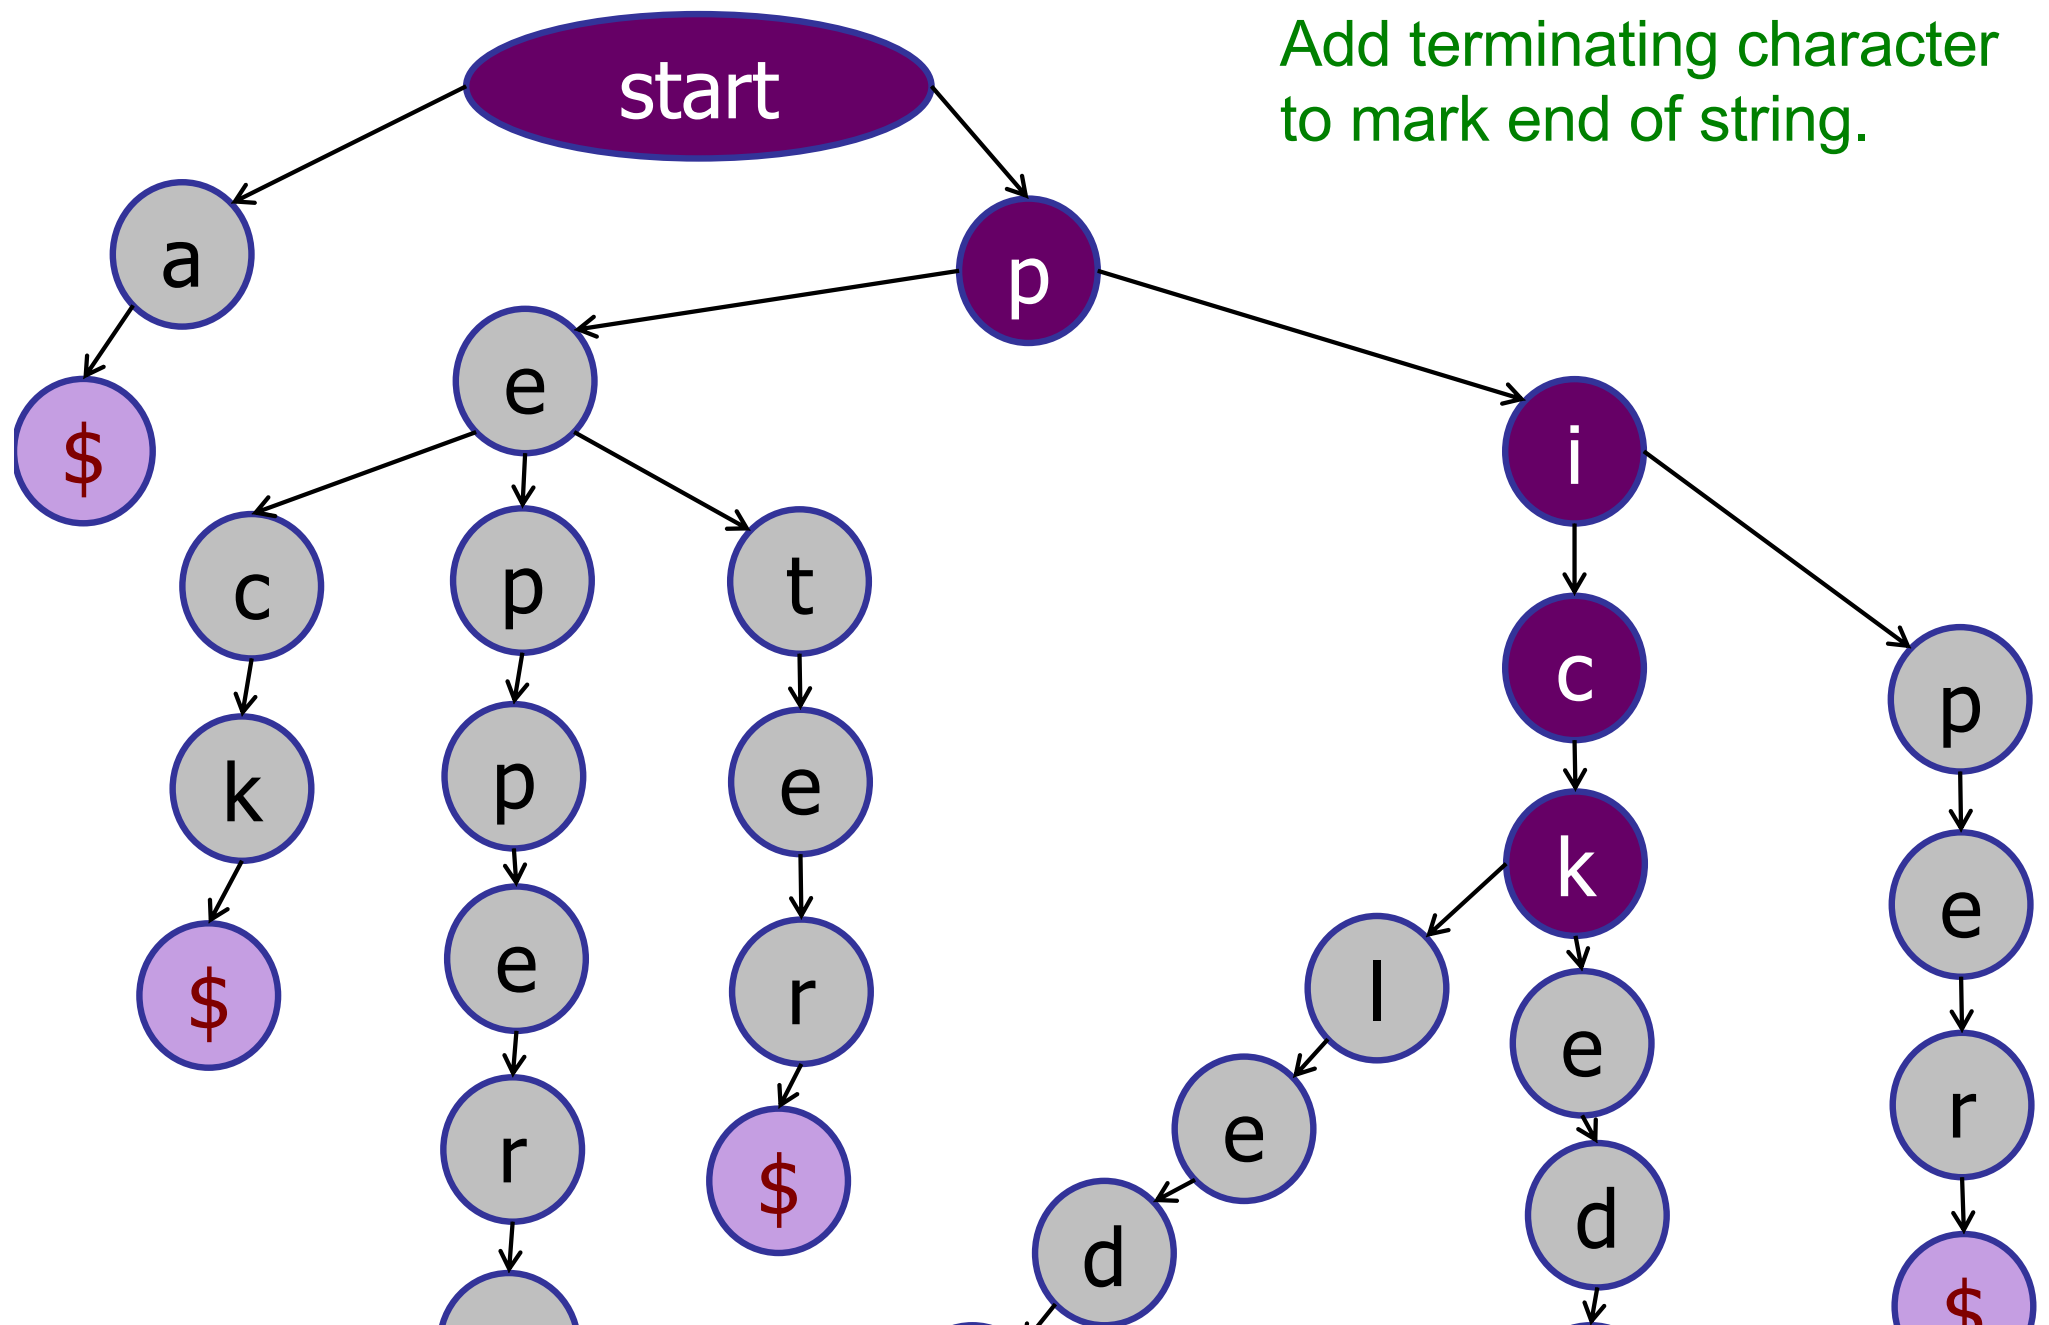 Add terminating character
to mark end of string.
start
a
p
e
$
i
c
p
t
c
p
k
p
e
k
e
$
e
r
l
e
e
r
r
$
e
d
d
$